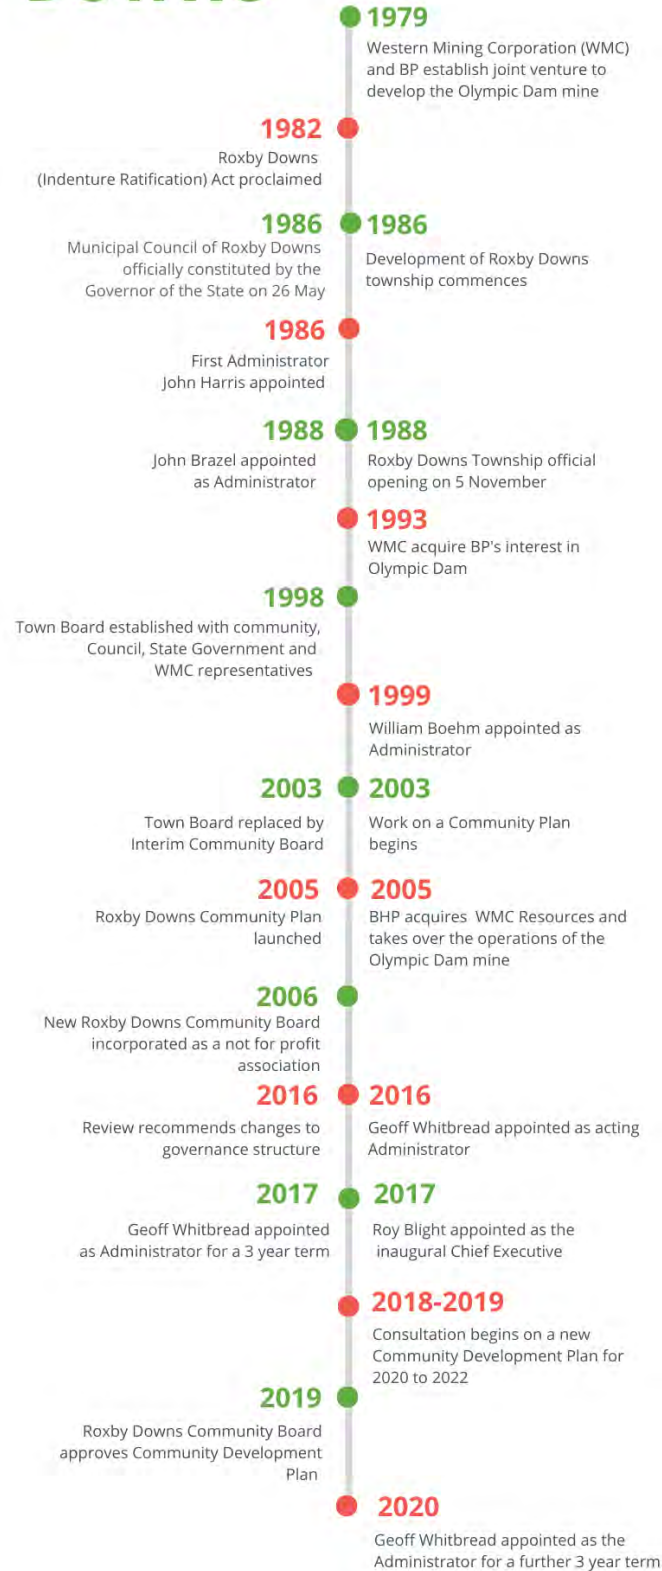 1979
Western Mining Corporation (WMC)
and BP establish joint venture to
develop the Olympic Dam mine
1982
Roxby Downs
(Indenture Ratification) Act proclaimed
1986
Municipal Council of Roxby Downs
officially constituted by the
Governor of the State on 26 May
1986
Development of Roxby Downs
township commences
1986
First Administrator
John Harris appointed
1988
John Brazel appointed
as Administrator
1988
Roxby Downs Township official
opening on 5 November
1993
WMC acquire BP's interest in
Olympic Dam
1998
Town Board established with community,
Council, State Government and
WMC representatives
1999
William Boehm appointed as
Administrator
2003
Town Board replaced by
Interim Community Board
2003
Work on a Community Plan
begins
2005
Roxby Downs Community Plan
launched
2005
BHP acquires WMC Resources and
takes over the operations of the
Olympic Dam mine
2006
New Roxby Downs Community Board
incorporated as a not for profit
association
2016
Review recommends changes to
governance structure
2016
Geoff Whitbread appointed as acting
Administrator
2017
Geoff Whitbread appointed
as Administrator for a 3 year term
2017
Roy Blight appointed as the
inaugural Chief Executive
2018-2019
Consultation begins on a new
Community Development Plan for
2020 to 2022
2019
Roxby Downs Community Board
approves Community Development
Plan
2020
Geoff Whitbread appointed as the
Administrator for a further 3 year term